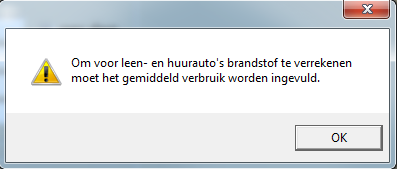 Om voor leen- en huurauto's brandstof te verrekenen
moet het gemiddeld verbruik worden ingevuld.
OK